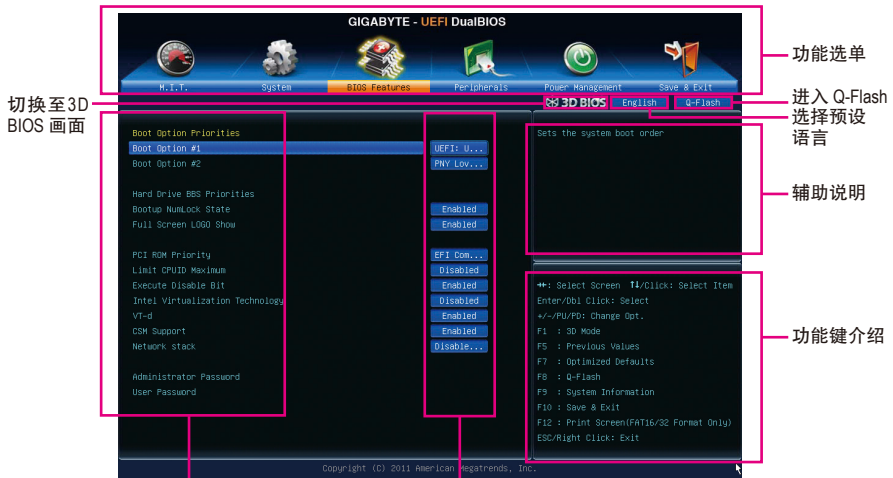 GIGABYTE - UEFI DualBIOS
M.I.T. System BIOS Features Peripherals Power Management Save & Exit
3D BIOS English Q-Flash
功能选单
切换至3D
BIOS 画面
进入 Q-Flash
选择预设
语言
Boot Option Priorities
Boot Option #1 UEFI: U...
Boot Option #2 PNY Lov...
Hard Drive BBS Priorities
Bootup NumLock State Enabled
Full Screen LOGO Show Enabled
PCI ROM Priority EFI Com...
Limit CPUID Maximum Disabled
Execute Disable Bit Enabled
Intel Virtualization Technology Disabled
VT-d Enabled
CSM Support Enabled
Network stack Disable...
Administrator Password
User Password
Sets the system boot order
辅助说明
→←: Select Screen ↑↓/Click: Select Item
Enter/Dbl Click: Select
+/-/PU/PD: Change Opt.
F1 : 3D Mode
F5 : Previous Values
F7 : Optimized Defaults
F8 : Q-Flash
F9 : System Information
F10 : Save & Exit
F12 : Print Screen(FAT16/32 Format Only)
ESC/Right Click: Exit
功能键介绍
Copyright (C) 2011 American Megatrends, Inc.